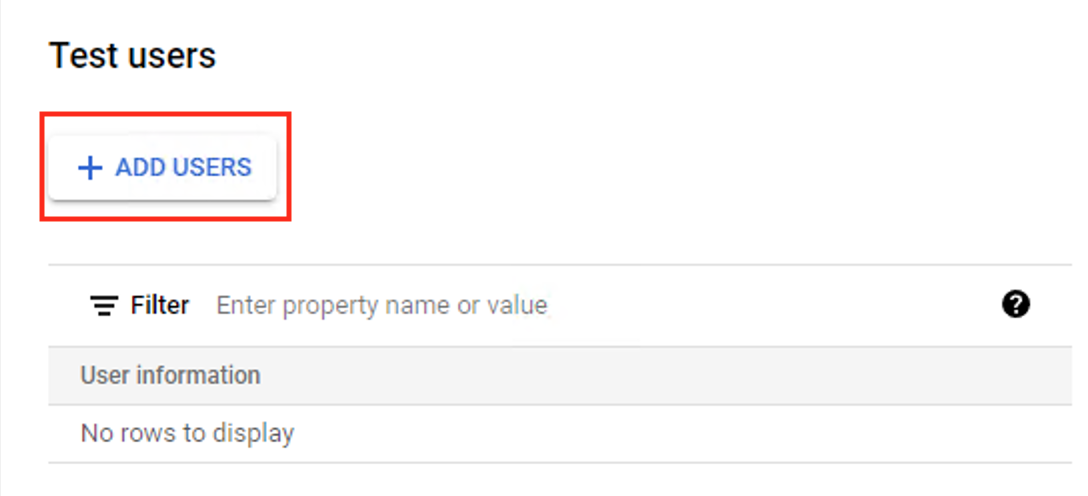 Test users
+ ADD USERS
Filter Enter property name or value
User information
No rows to display